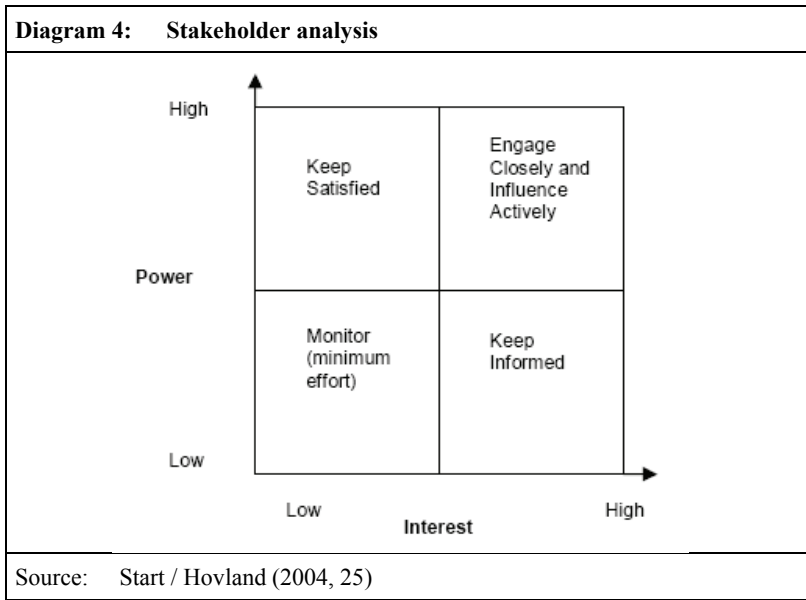 Diagram 4: Stakeholder analysis
High
Keep
Satisfied
Engage
Closely and
Influence
Actively
Power
Monitor
(minimum
effort)
Keep
Informed
Low
Low
High
Interest
Source: Start / Hovland (2004, 25)